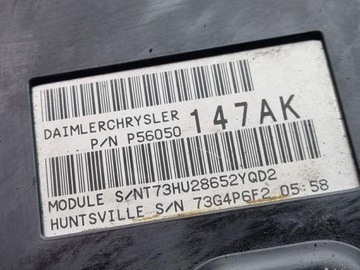 DAIMLERCHRYSLER
P/N P56050 147AK
MODULE S/NT73HU28652YQD2
HUNTSVILLE S/N 73G4P6F2 05:58